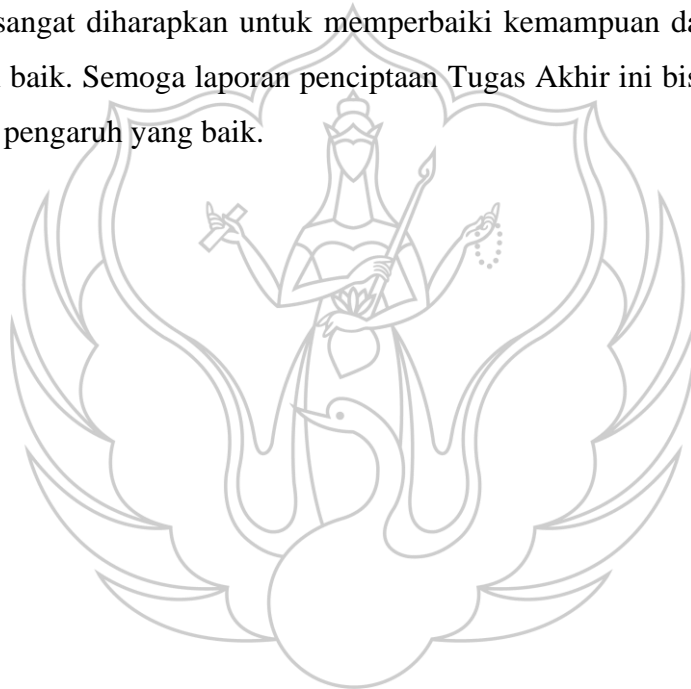 sangat diharapkan untuk memperbaiki kemampuan da
baik. Semoga laporan penciptaan Tugas Akhir ini bis
pengaruh yang baik.